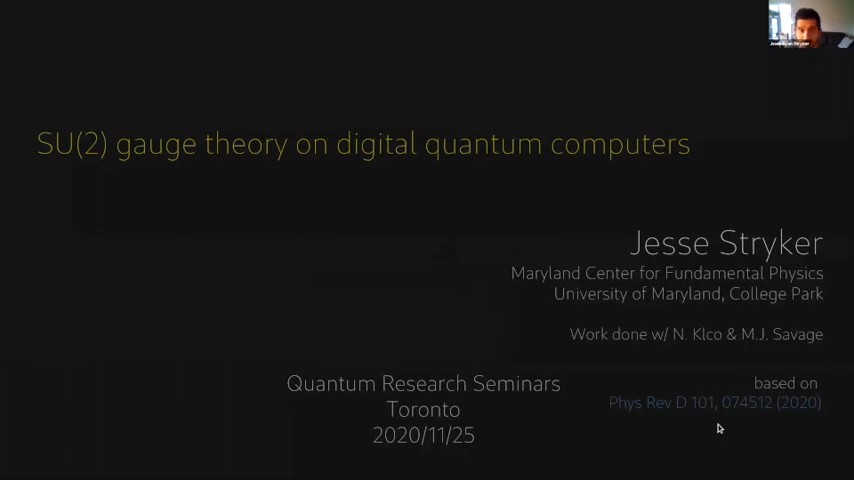 SU(2) gauge theory on digital quantum computers
Jesse Stryker
Maryland Center for Fundamental Physics
University of Maryland, College Park
Work done w/ N. Klco & M.J. Savage
Quantum Research Seminars
Toronto
2020/11/25
based on
Phys Rev D 101, 074512 (2020)